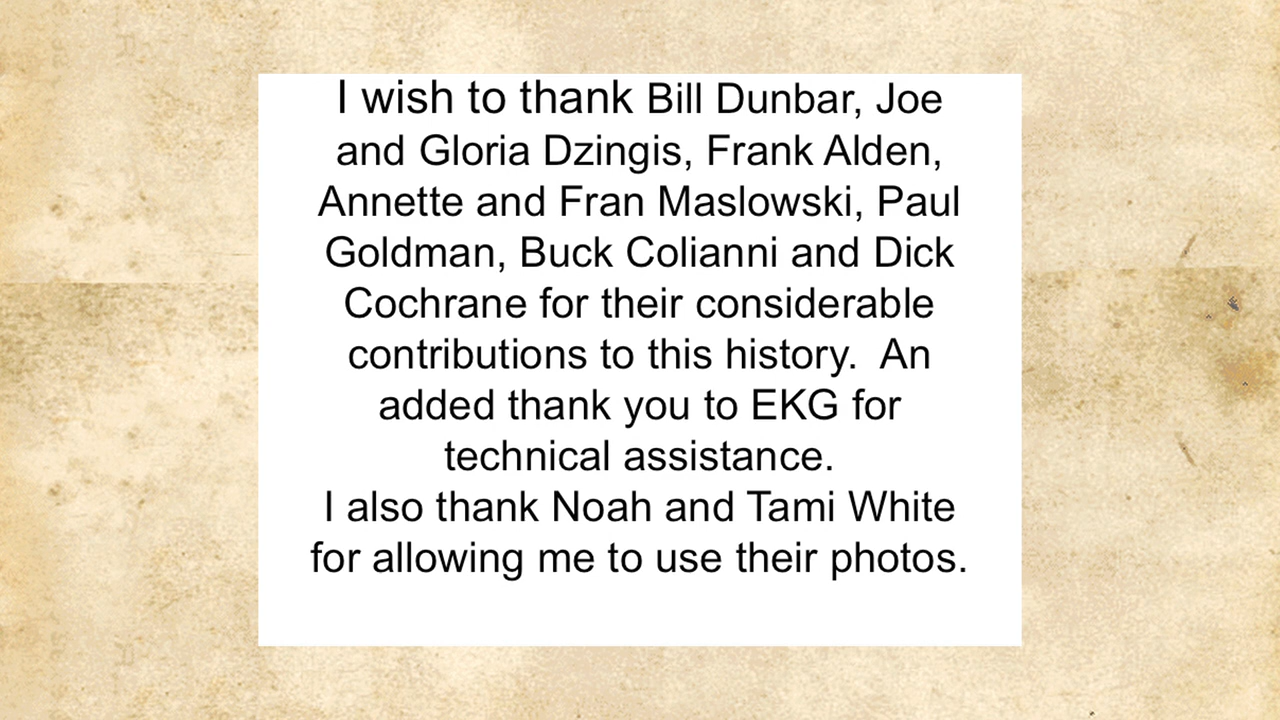 I wish to thank Bill Dunbar, Joe
and Gloria Dzingis, Frank Alden,
Annette and Fran Maslowski, Paul
Goldman, Buck Colianni and Dick
Cochrane for their considerable
contributions to this history.  An
added thank you to EKG for
technical assistance.
I also thank Noah and Tami White
for allowing me to use their photos.